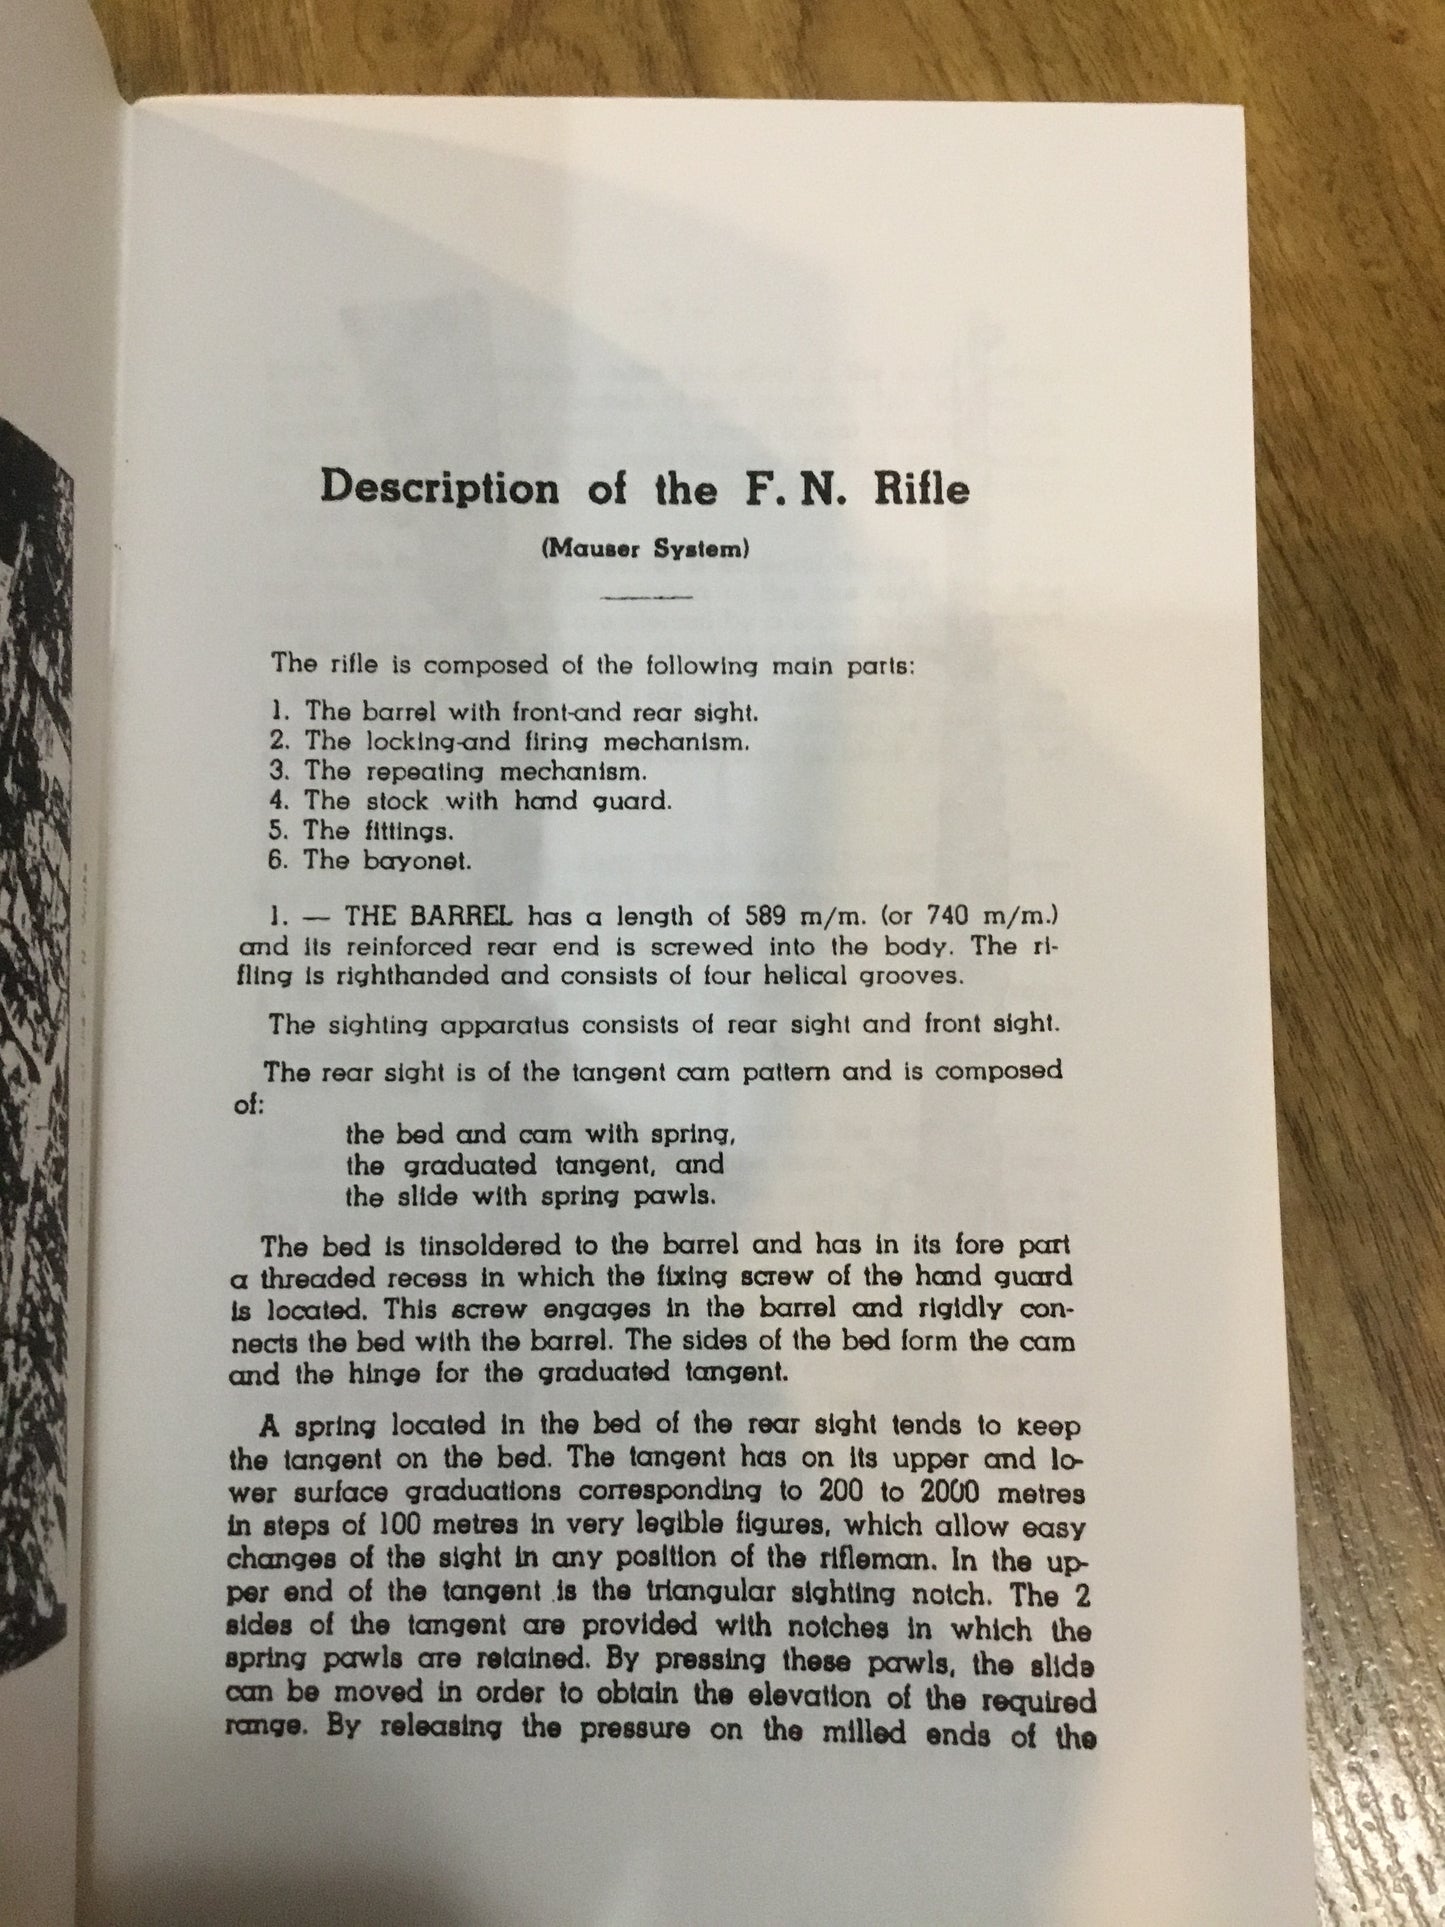 Description of the F. N. Rifle
(Mauser System)
The rifle is composed of the following main parts:
1. The barrel with front-and rear sight.
2. The locking-and firing mechanism.
3. The repeating mechanism.
4. The stock with hand guard.
5. The fittings.
6. The bayonet.
1. — THE BARREL has a length of 589 m/m. (or 740 m/m.)
and its reinforced rear end is screwed into the body. The ri-
fling is righthanded and consists of four helical grooves.
The sighting apparatus consists of rear sight and front sight.
The rear sight is of the tangent cam pattern and is composed
of:
the bed and cam with spring,
the graduated tangent, and
the slide with spring pawls.
The bed is tinsoldered to the barrel and has in its fore part
a threaded recess in which the fixing screw of the hand guard
is located. This screw engages in the barrel and rigidly con-
nects the bed with the barrel. The sides of the bed form the cam
and the hinge for the graduated tangent.
A spring located in the bed of the rear sight tends to keep
the tangent on the bed. The tangent has on its upper and lo-
wer surface graduations corresponding to 200 to 2000 metres
in steps of 100 metres in very legible figures, which allow easy
changes of the sight in any position of the rifleman. In the up-
per end of the tangent is the triangular sighting notch. The 2
sides of the tangent are provided with notches in which the
spring pawls are retained. By pressing these pawls, the slide
can be moved in order to obtain the elevation of the required
range. By releasing the pressure on the milled ends of the